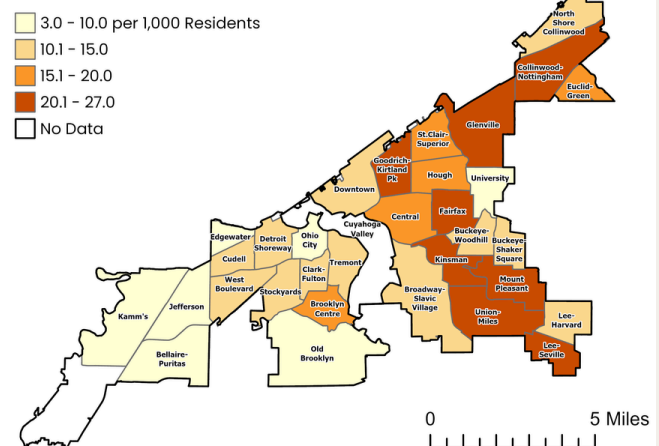 3.0 - 10.0 per 1,000 Residents
10.1 - 15.0
15.1 - 20.0
20.1 - 27.0
No Data
North
Shore
Collinwood
Collinwood-
Nottingham
Euclid-
Green
Glenville
St.Clair-
Superior
Goodrich-
Kirtland
Pk
Hough
University
Downtown
Central
Fairfax
Cuyahoga
Valley
Buckeye-
Woodhill
Buckeye-
Shaker
Square
Edgewater
Detroit
Shoreway
Ohio
City
Cudell
Tremont
Kinsman
Clark-
Fulton
West
Boulevard
Stockyards
Mount
Pleasant
Broadway-
Slavic
Village
Brooklyn
Centre
Kamm's
Jefferson
Union-
Miles
Lee-
Harvard
Lee-
Seville
Old
Brooklyn
Bellaire-
Puritas
0 5 Miles